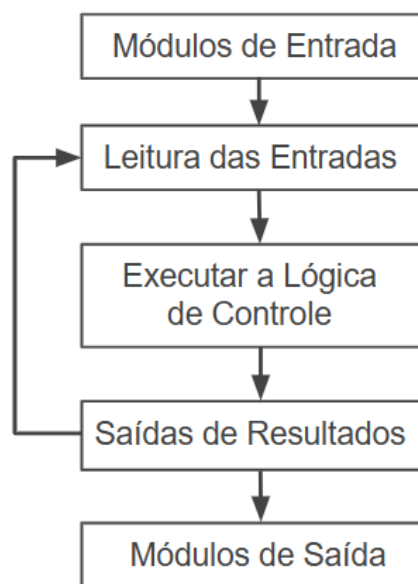 Módulos de Entrada
Leitura das Entradas
Executar a Lógica
de Controle
Saídas de Resultados
Módulos de Saída